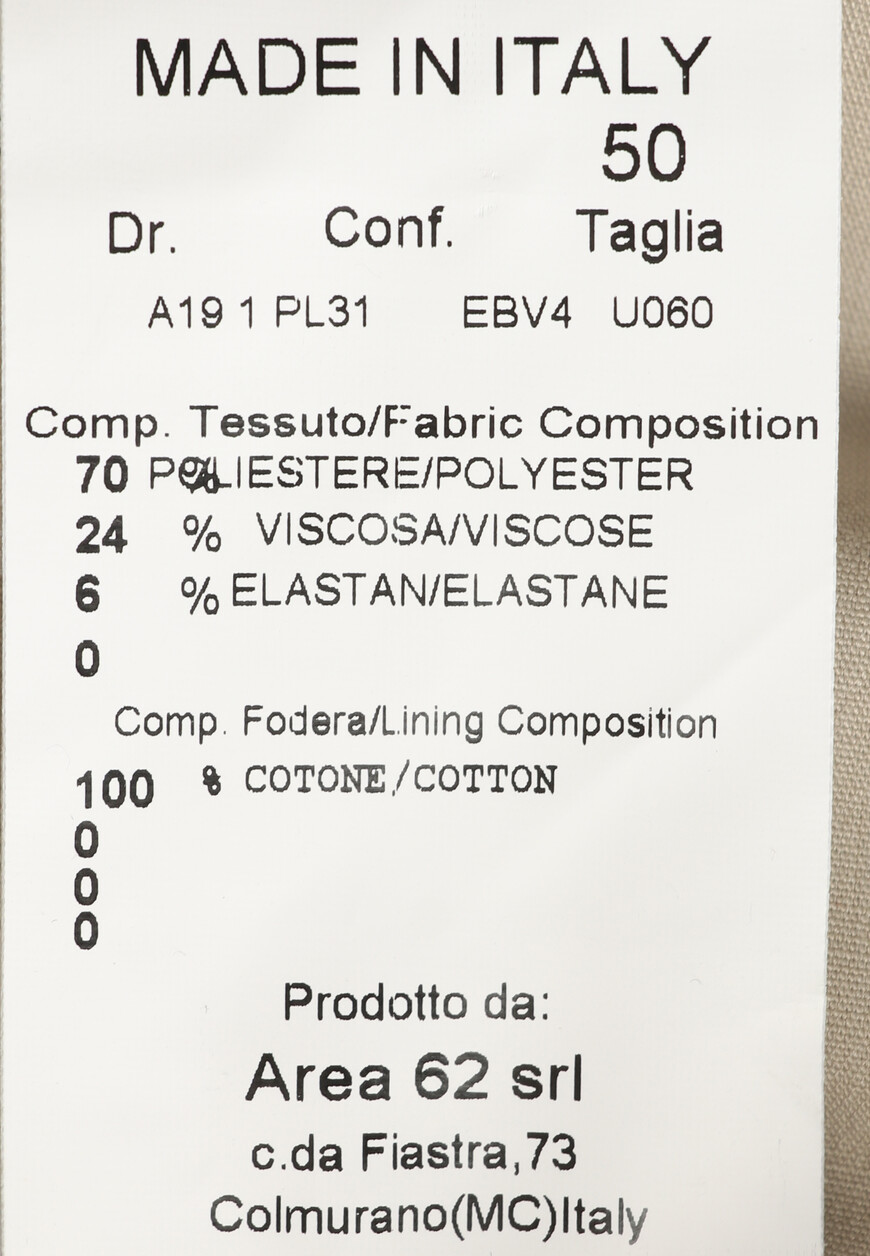 MADE IN ITALY
50
Dr. Conf. Taglia
A19 1 PL31 EBV4 U060
Comp. Tessuto/Fabric Composition
70 % POLIESTERE/POLYESTER
24 % VISCOSA/VISCOSE
6 % ELASTAN/ELASTANE
0
Comp. Fodera/Lining Composition
100 % COTONE/COTTON
0
0
0
Prodotto da:
Area 62 srl
c.da Fiastra,73
Colmurano(MC)Italy